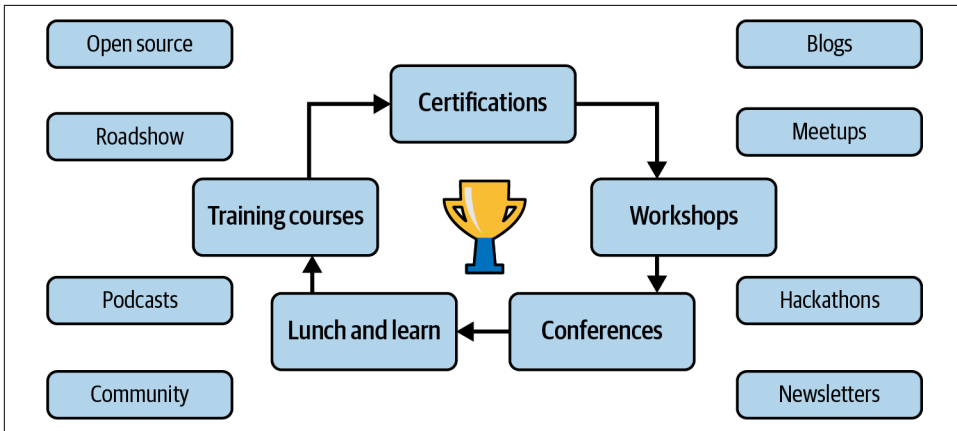 Open source
Blogs
Certifications
Roadshow
Meetups
Training courses
Workshops
Podcasts
Hackathons
Lunch and learn
Conferences
Community
Newsletters